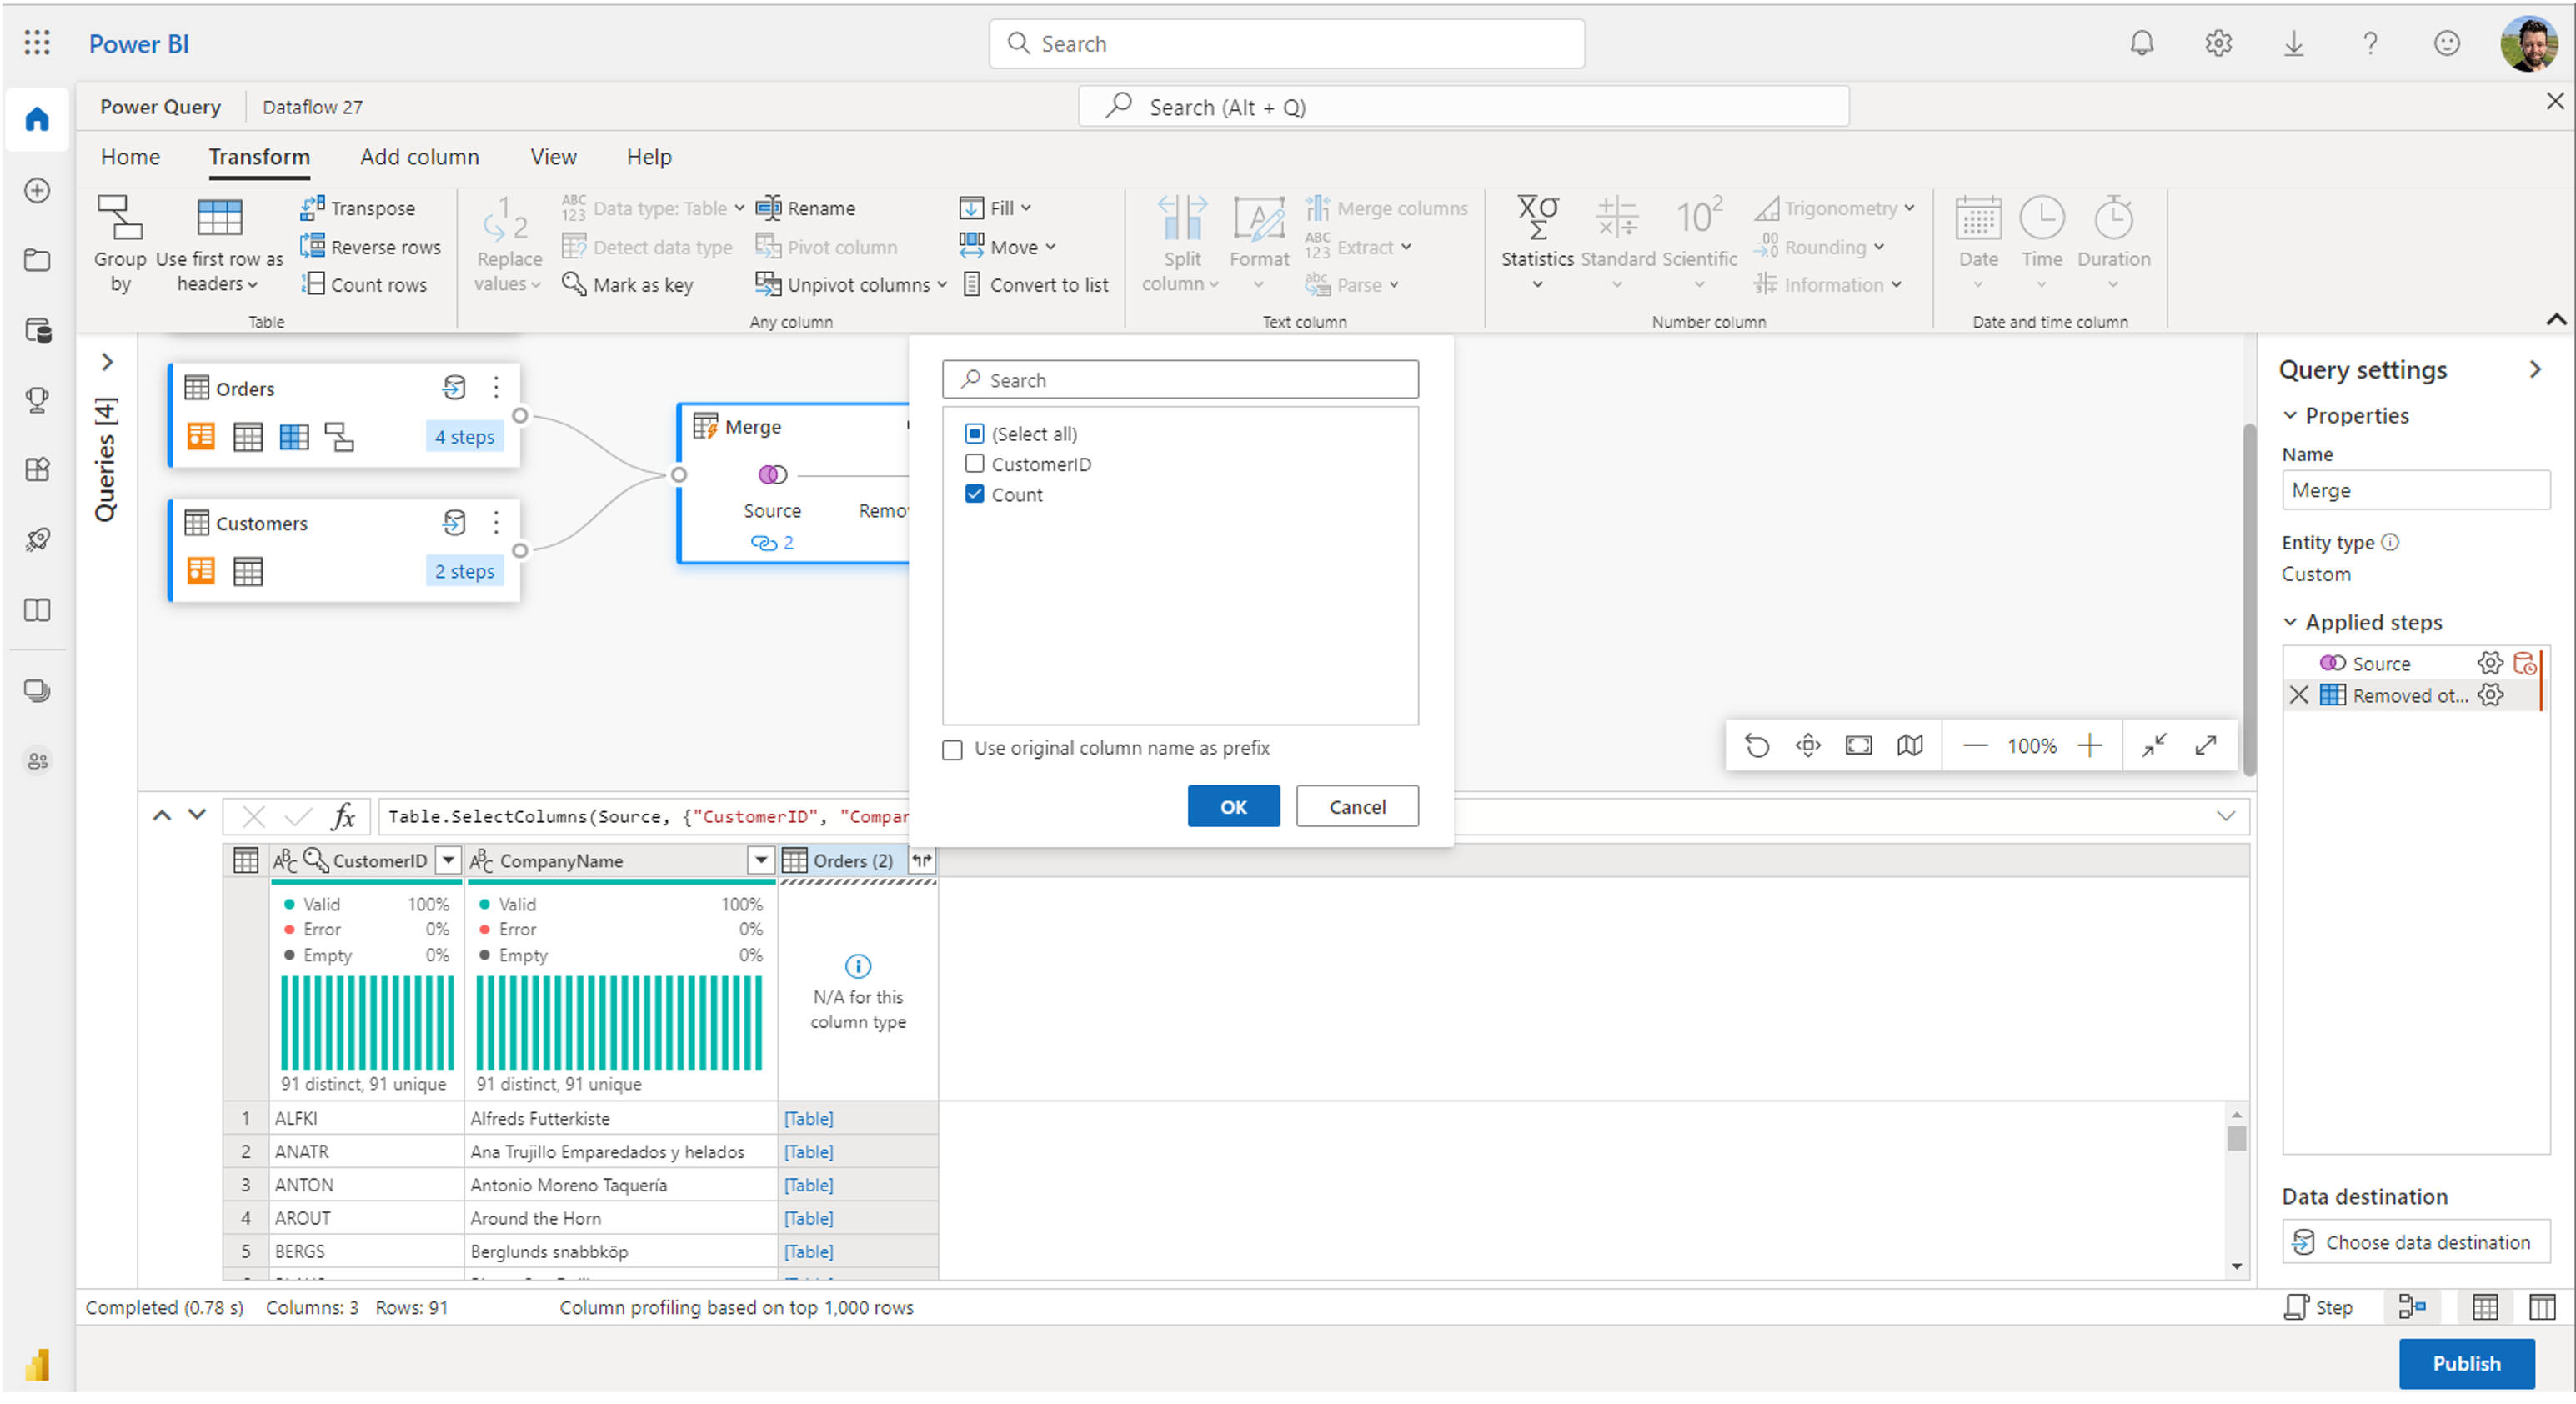 Power BI
Search
Power Query
Dataflow 27
Search (Alt + Q)
Home
Transform
Add column
View
Help
Group by
Use first row as headers
Transpose
Reverse rows
Count rows
Table
Replace values
Data type: Table
Detect data type
Mark as key
Rename
Pivot column
Unpivot columns
Fill
Move
Convert to list
Any column
Split column
Format
Merge columns
Extract
Parse
Text column
Statistics
Standard
Scientific
Trigonometry
Rounding
Information
Number column
Date
Time
Duration
Date and time column
Queries [4]
Orders
4 steps
Customers
2 steps
Merge
Source
2
Search
(Select all)
CustomerID
Count
Use original column name as prefix
OK
Cancel
100%
Query settings
Properties
Name
Merge
Entity type
Custom
Applied steps
Source
Removed ot...
Data destination
Choose data destination
fx
Table.SelectColumns(Source, {"CustomerID",
CustomerID
CompanyName
Orders (2)
Valid 100%
Error 0%
Empty 0%
91 distinct, 91 unique
Valid 100%
Error 0%
Empty 0%
91 distinct, 91 unique
N/A for this
column type
1 ALFKI Alfreds Futterkiste [Table]
2 ANATR Ana Trujillo Emparedados y helados [Table]
3 ANTON Antonio Moreno Taquería [Table]
4 AROUT Around the Horn [Table]
5 BERGS Berglunds snabbköp [Table]
Completed (0.78 s) Columns: 3 Rows: 91
Column profiling based on top 1,000 rows
Step
Publish